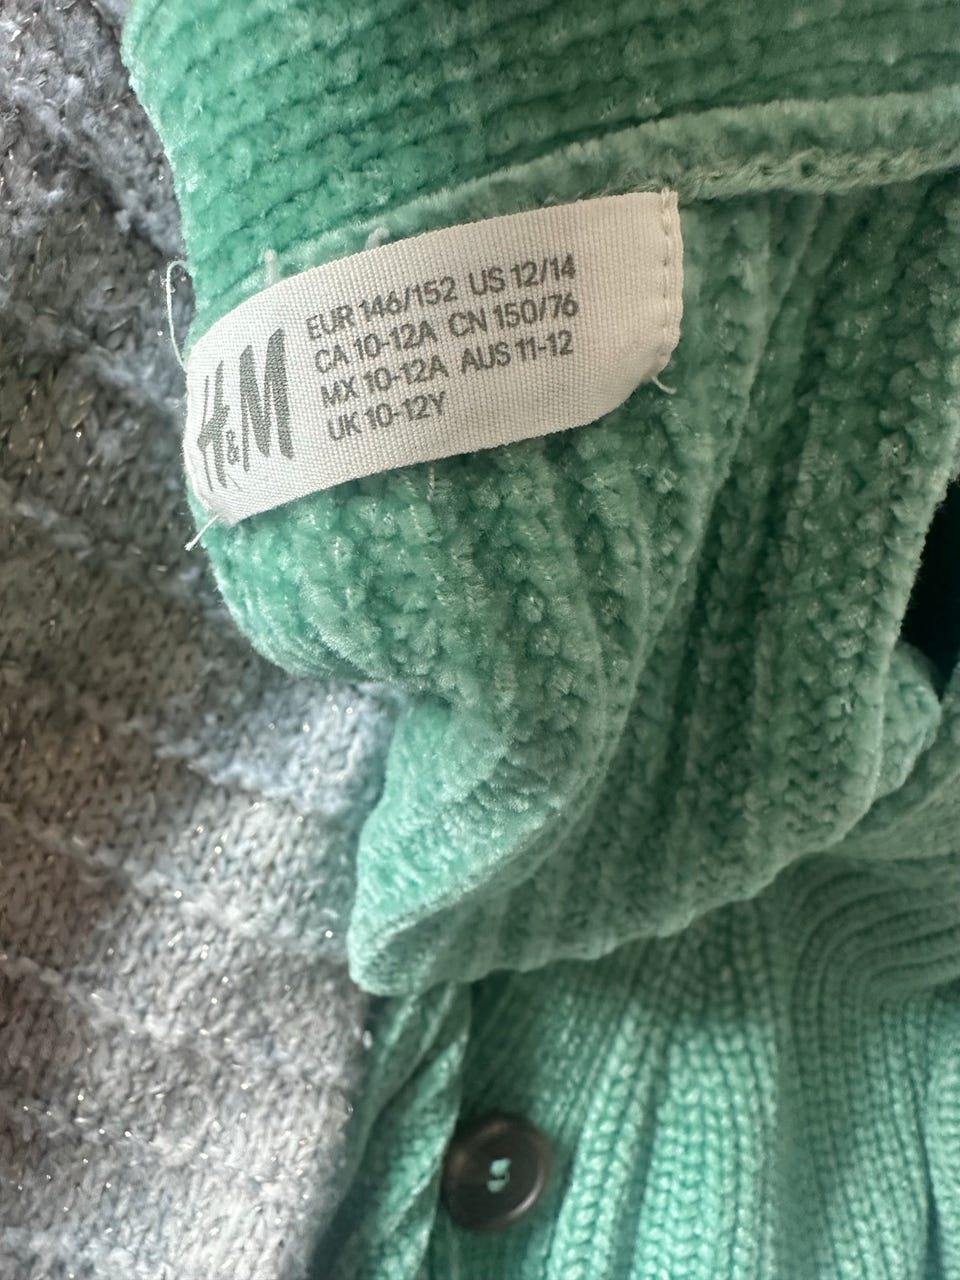 H&M
EUR 146/152 US 12/14
CA 10-12A CN 150/76
MX 10-12A AUS 11-12
UK 10-12Y